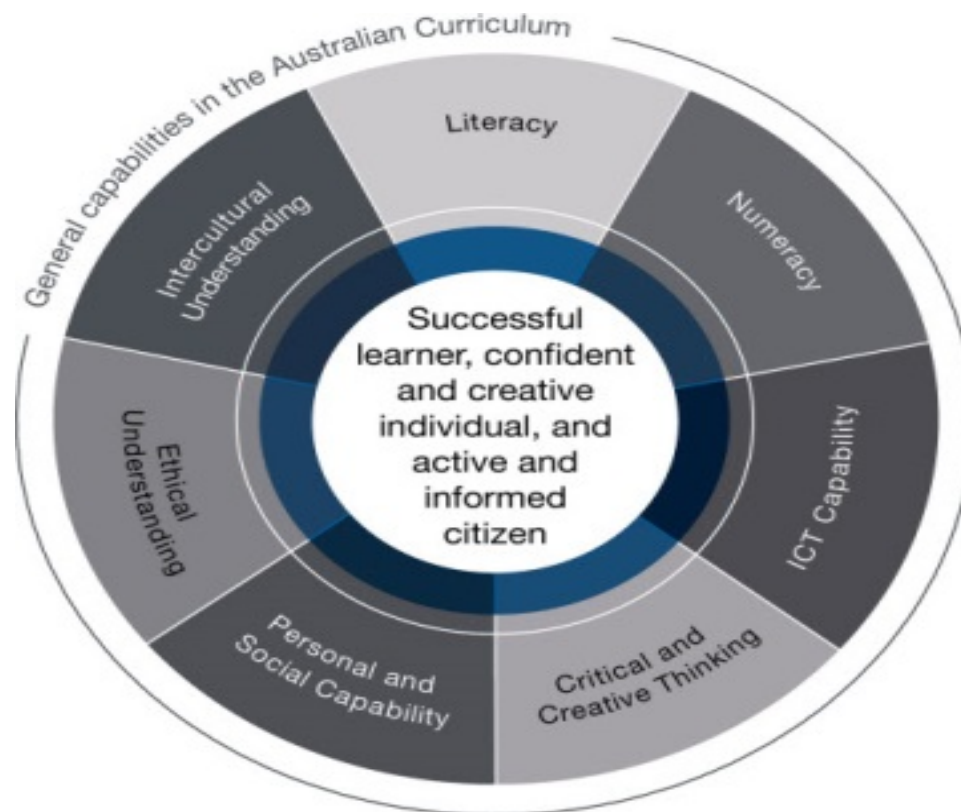 General capabilities in the Australian Curriculum
Literacy
Numeracy
ICT Capability
Critical and
Creative Thinking
Personal and
Social Capability
Ethical
Understanding
Intercultural
Understanding
Successful
learner, confident
and creative
individual, and
active and
informed
citizen